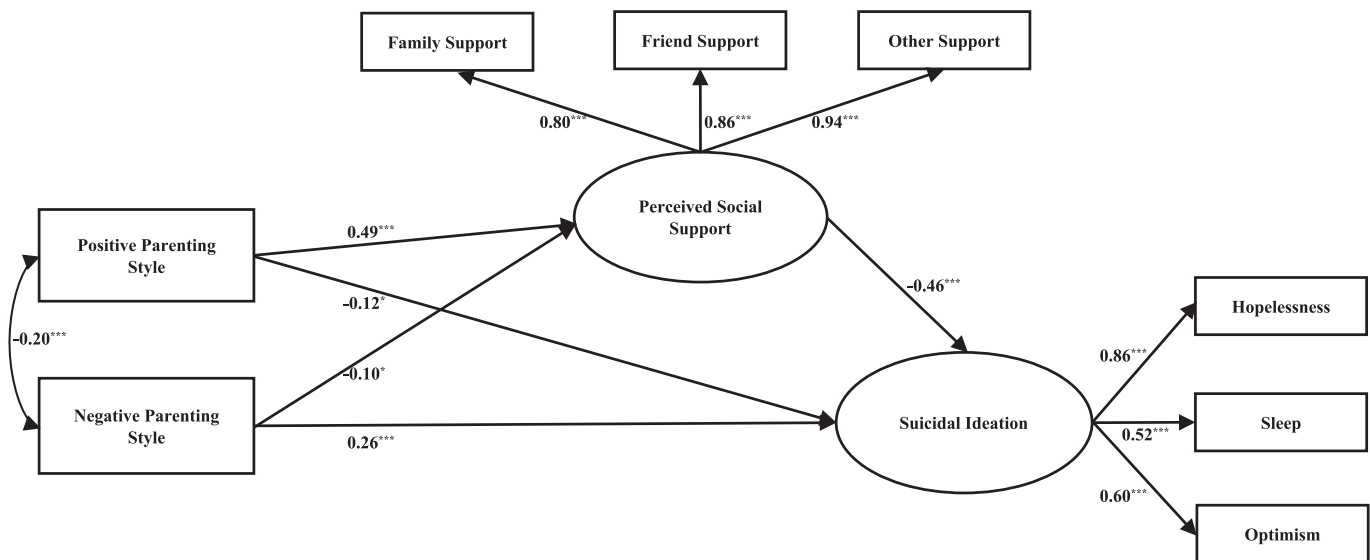 Family Support
Friend Support
Other Support
0.80***
0.86***
0.94***
Perceived Social
Support
Positive Parenting
Style
0.49***
-0.12*
-0.46***
-0.20***
Hopelessness
0.86***
-0.10*
Negative Parenting
Style
0.26***
Suicidal Ideation
0.52***
Sleep
0.60***
Optimism